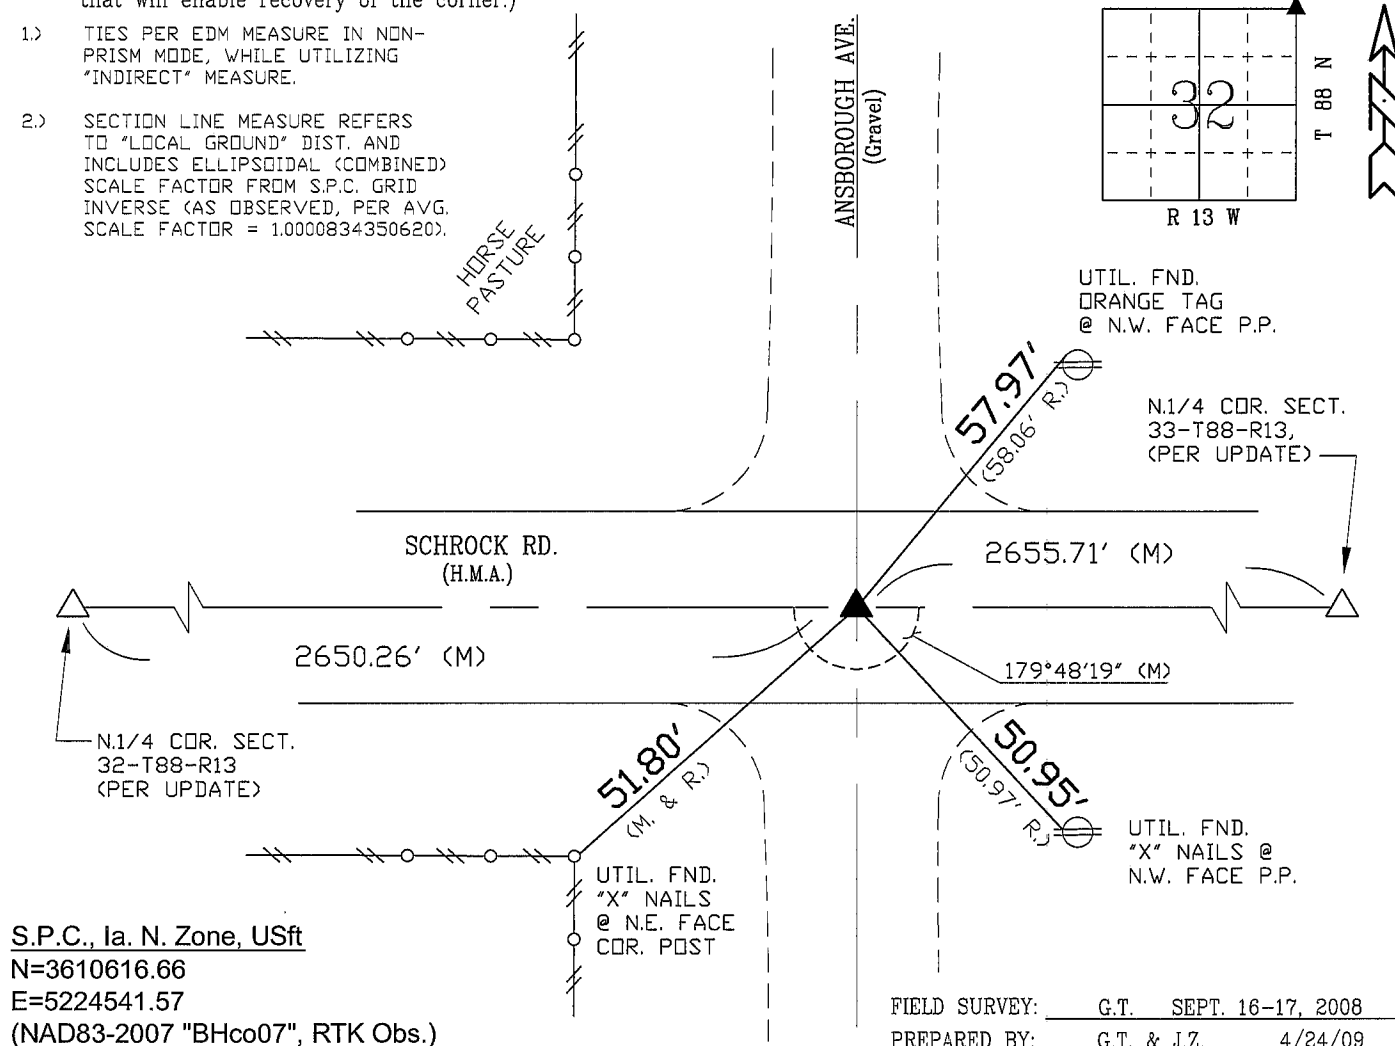 that will enable recovery of the corner.)
1.) TIES PER EDM MEASURE IN NON-
PRISM MODE, WHILE UTILIZING
"INDIRECT" MEASURE.
2.) SECTION LINE MEASURE REFERS
TO "LOCAL GROUND" DIST. AND
INCLUDES ELLIPSOIDAL (COMBINED)
SCALE FACTOR FROM S.P.C. GRID
INVERSE (AS OBSERVED, PER AVG.
SCALE FACTOR = 1.0000834350620).
HORSE
PASTURE
ANSBOROUGH AVE.
(Gravel)
32
T 88 N
R 13 W
N
UTIL. FND.
ORANGE TAG
@ N.W. FACE P.P.
57.97'
(58.06' R.)
N.1/4 COR. SECT.
33-T88-R13,
(PER UPDATE)
SCHROCK RD.
(H.M.A.)
2655.71' (M)
2650.26' (M)
179°48'19" (M)
N.1/4 COR. SECT.
32-T88-R13
(PER UPDATE)
51.80'
(M. & R.)
50.95'
(50.97' R.)
UTIL. FND.
"X" NAILS @
N.W. FACE P.P.
UTIL. FND.
"X" NAILS
@ N.E. FACE
COR. POST
S.P.C., Ia. N. Zone, USft
N=3610616.66
E=5224541.57
(NAD83-2007 "BHco07", RTK Obs.)
FIELD SURVEY: G.T. SEPT. 16-17, 2008
PREPARED BY: G.T. & J.Z. 4/24/09